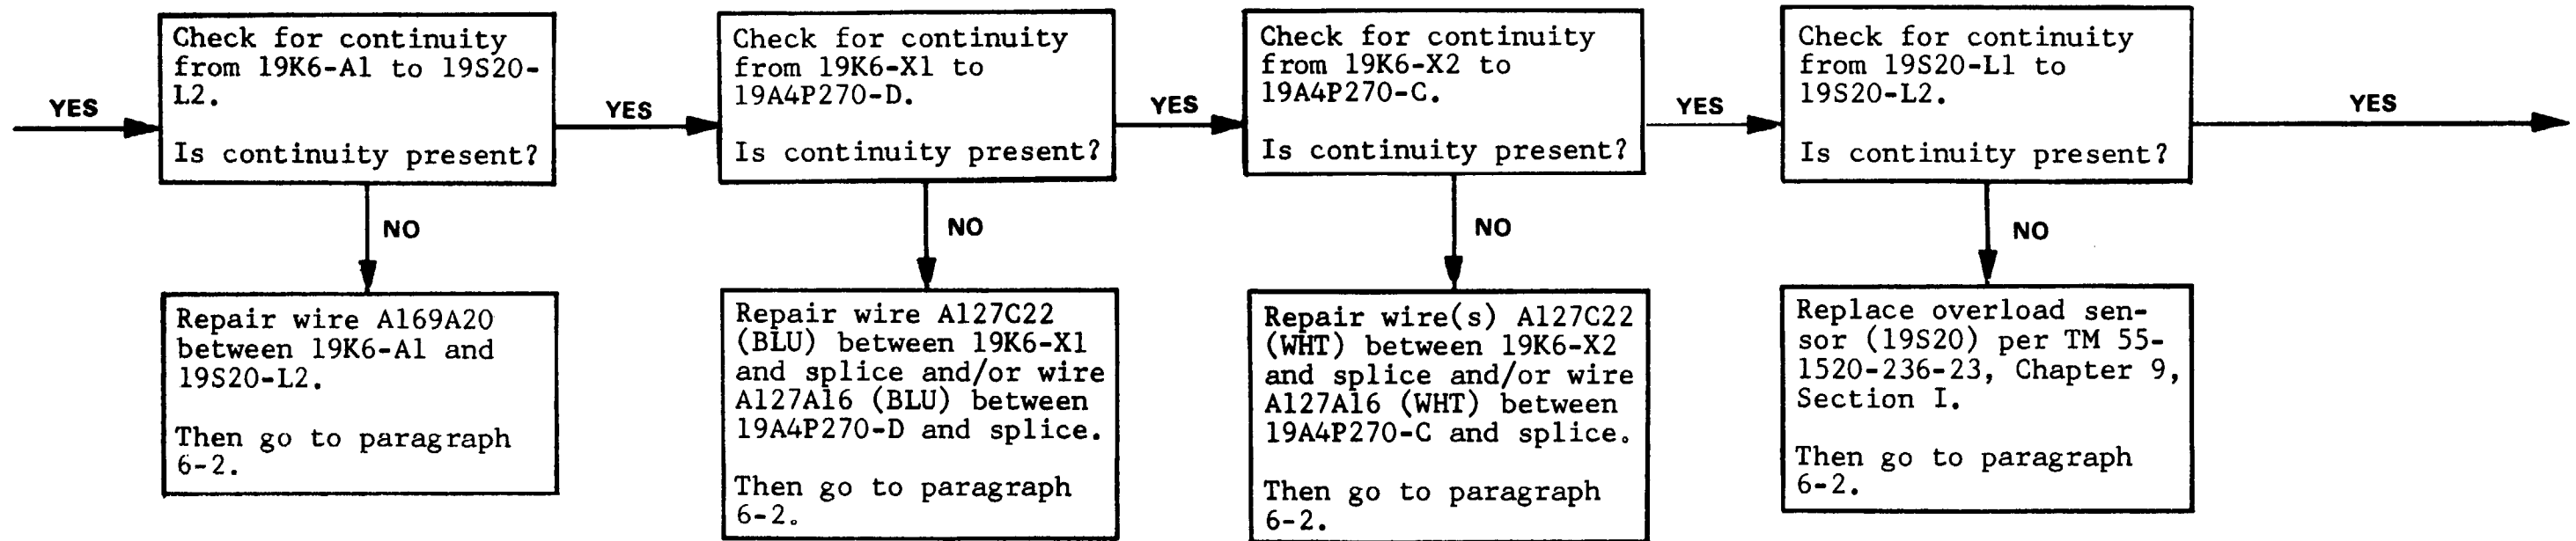 YES
Check for continuity
from 19K6-A1 to 19S20-
L2.
Is continuity present?
NO
Repair wire A169A20
between 19K6-A1 and
19S20-L2.
Then go to paragraph
6-2.
YES
Check for continuity
from 19K6-X1 to
19A4P270-D.
Is continuity present?
NO
Repair wire A127C22
(BLU) between 19K6-X1
and splice and/or wire
A127A16 (BLU) between
19A4P270-D and splice.
Then go to paragraph
6-2.
YES
Check for continuity
from 19K6-X2 to
19A4P270-C.
Is continuity present?
NO
Repair wire(s) A127C22
(WHT) between 19K6-X2
and splice and/or wire
A127A16 (WHT) between
19A4P270-C and splice.
Then go to paragraph
6-2.
YES
Check for continuity
from 19S20-L1 to
19S20-L2.
Is continuity present?
NO
Replace overload sen-
sor (19S20) per TM 55-
1520-236-23, Chapter 9,
Section I.
Then go to paragraph
6-2.
YES